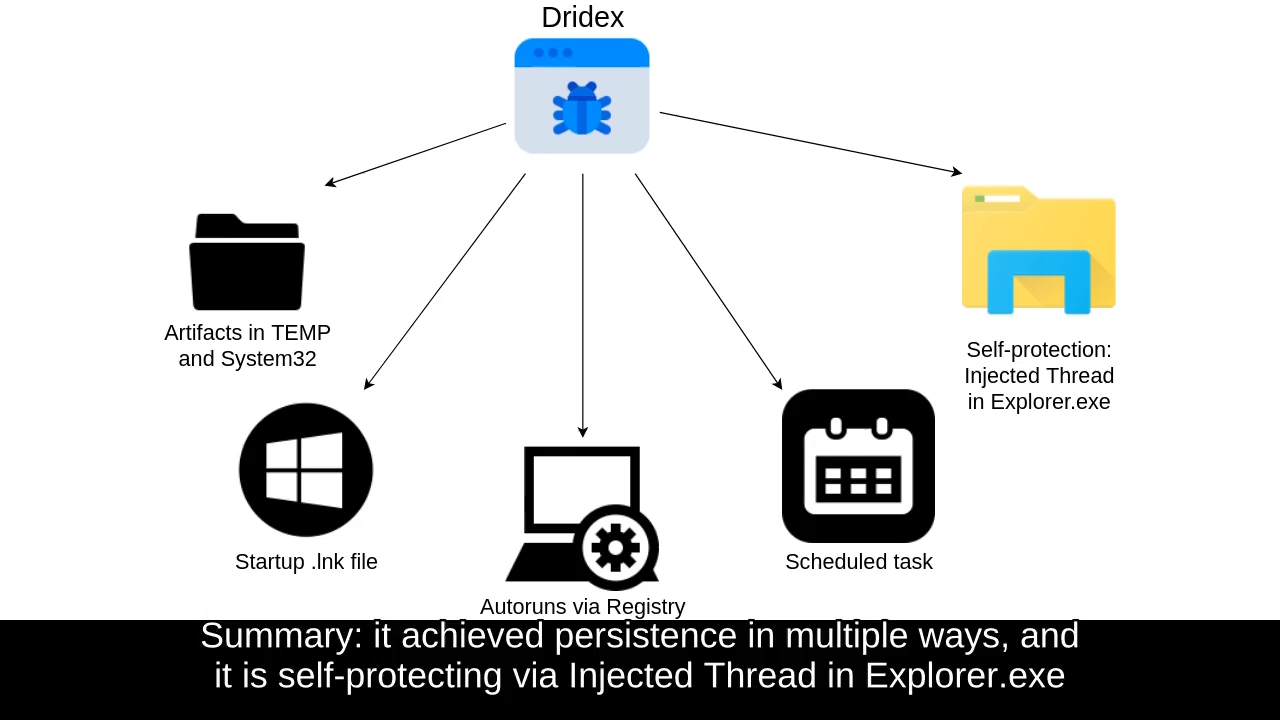 Dridex
Artifacts in TEMP
and System32
Self-protection:
Injected Thread
in Explorer.exe
Startup .lnk file
Scheduled task
Autoruns via Registry
Summary: it achieved persistence in multiple ways, and
it is self-protecting via Injected Thread in Explorer.exe